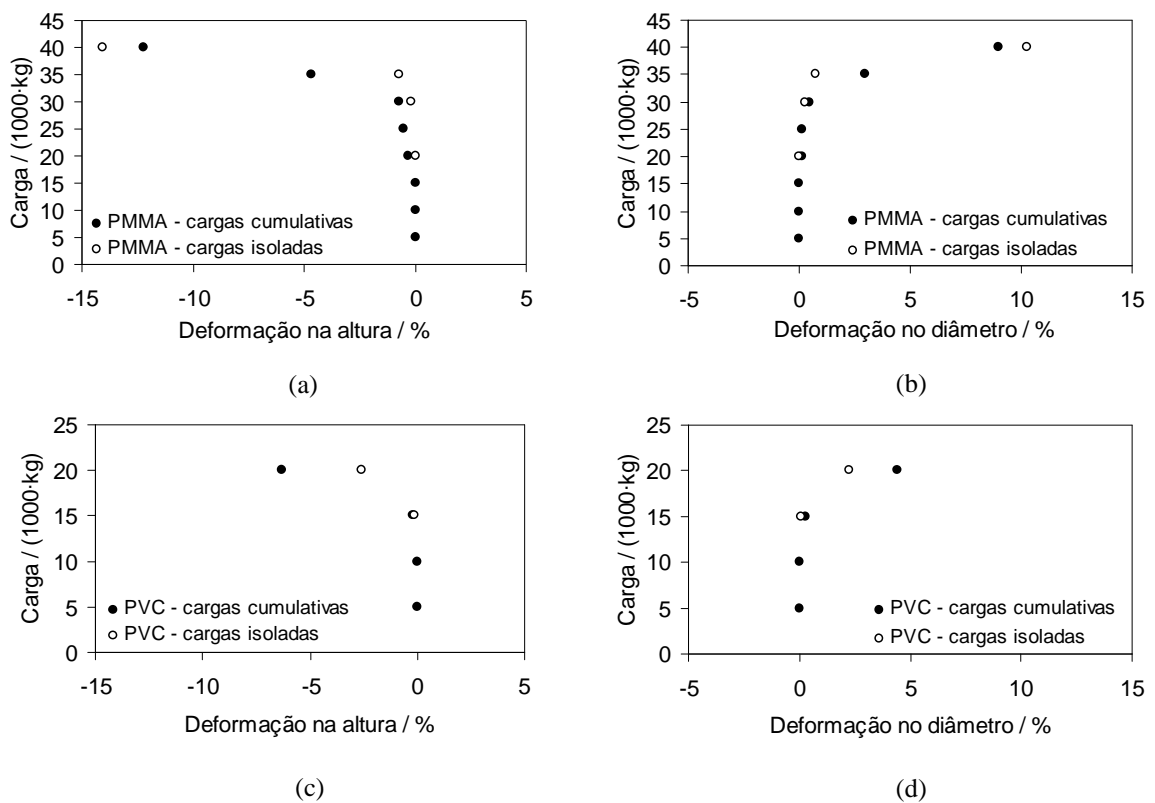 Carga / (1000·kg)
45
40
35
30
25
20
15
10
5
0
● PMMA - cargas cumulativas
○ PMMA - cargas isoladas
-15 -10 -5 0 5
Deformação na altura / %
(a)
Carga / (1000·kg)
45
40
35
30
25
20
15
10
5
0
● PMMA - cargas cumulativas
○ PMMA - cargas isoladas
-5 0 5 10 15
Deformação no diâmetro / %
(b)
Carga / (1000·kg)
25
20
15
10
5
0
● PVC - cargas cumulativas
○ PVC - cargas isoladas
-15 -10 -5 0 5
Deformação na altura / %
(c)
Carga / (1000·kg)
25
20
15
10
5
0
● PVC - cargas cumulativas
○ PVC - cargas isoladas
-5 0 5 10 15
Deformação no diâmetro / %
(d)